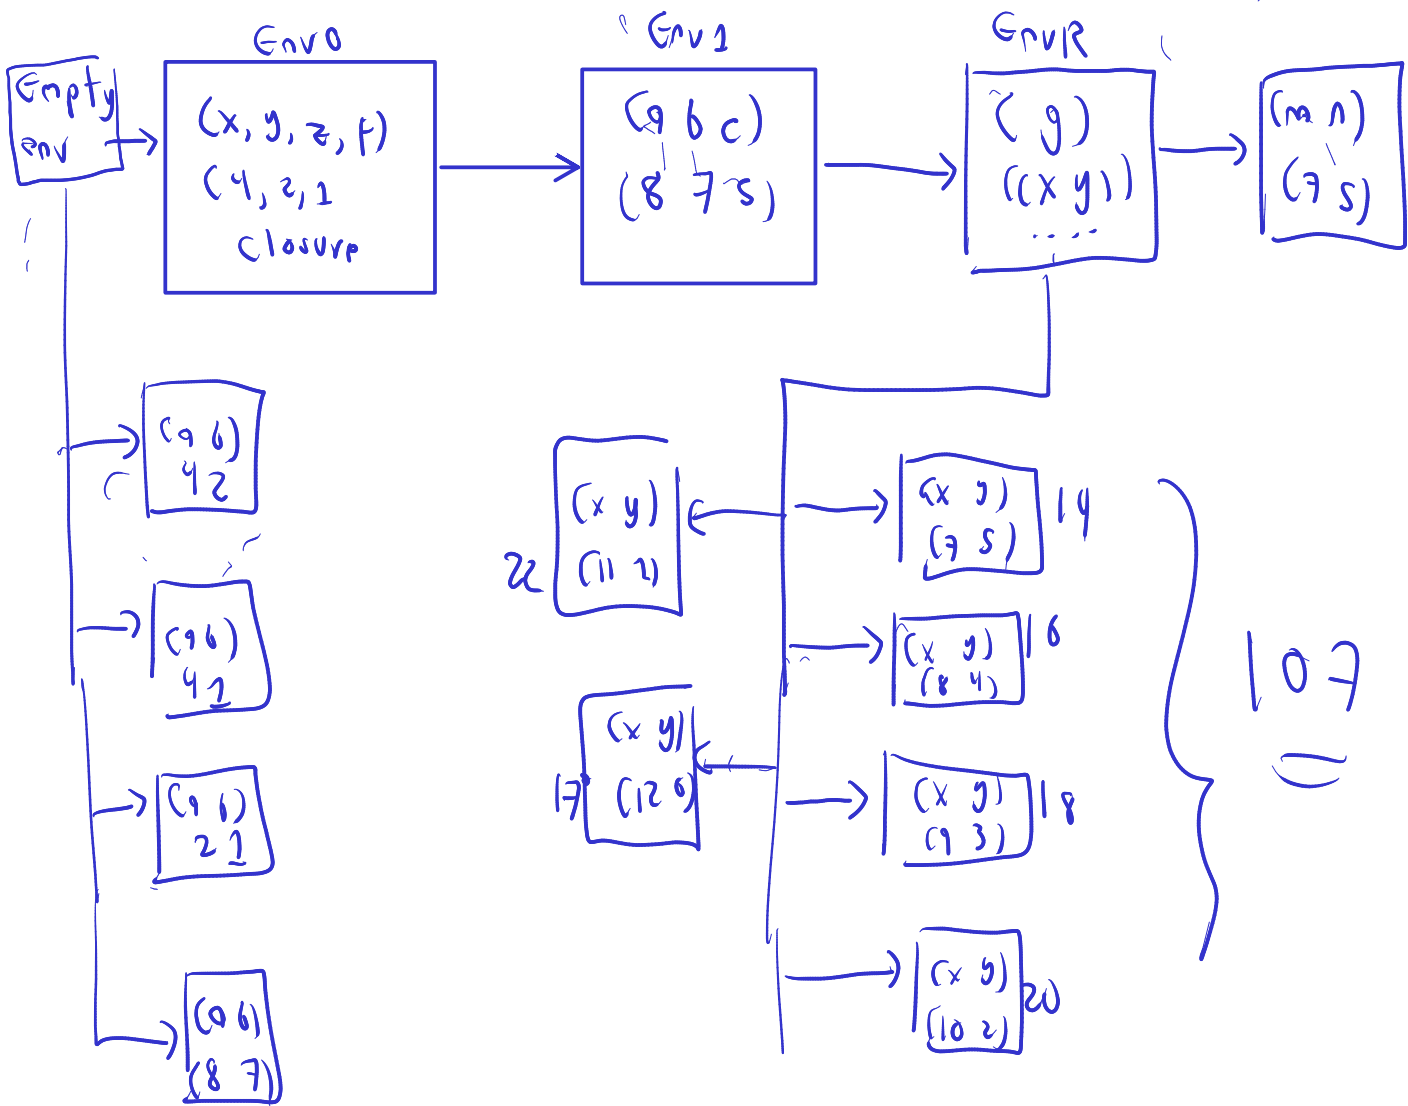 Env0
Env1
EnvR
Empty
env
(x, y, z, f)
(4, 2, 1
closure
(a b c)
(8 7 5)
( g )
((x y))
....
(m n)
(7 5)
(a b)
4 2
(a b)
4 1
(a b)
2 1
(a b)
(8 7)
(x y)
(11 1)
22
(x y)
(12 0)
17
(x y)
(7 5)
14
(x y)
(8 4)
16
(x y)
(9 3)
18
(x y)
(10 2)
20
107